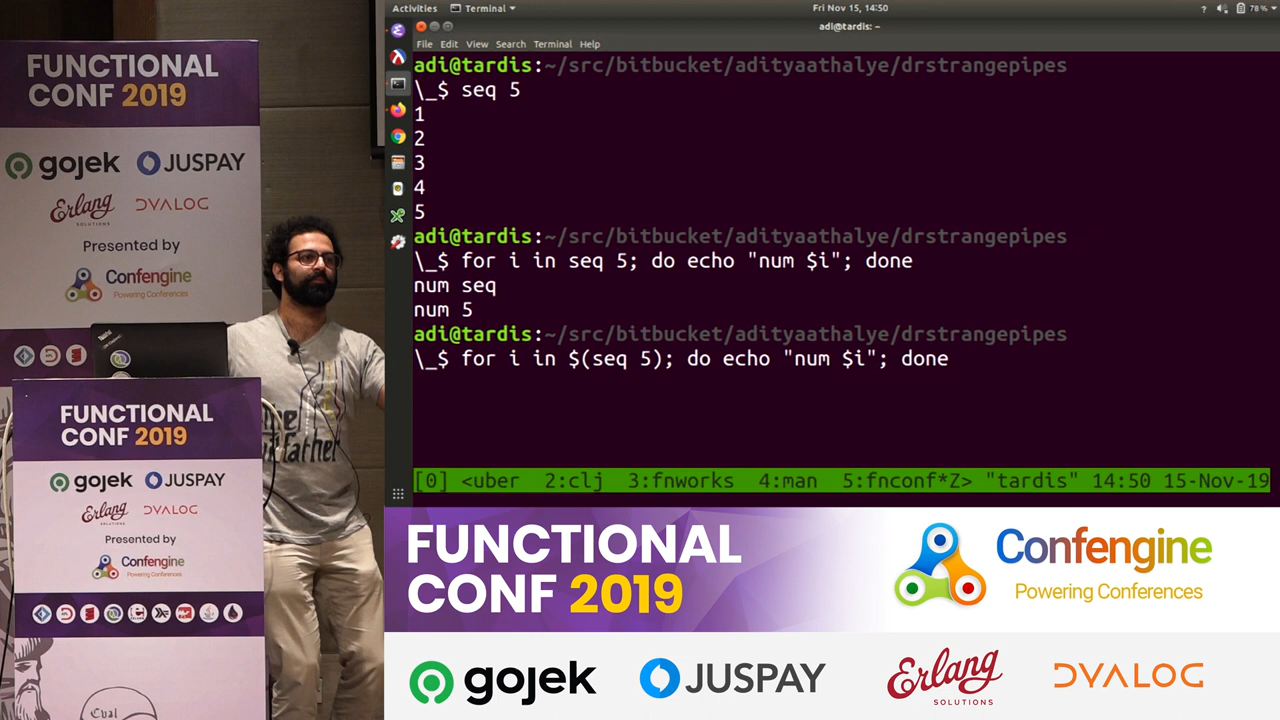 FUNCTIONAL
CONF 2019
gojek
JUSPAY
Erlang
SOLUTIONS
DYALOG
Presented by
Confengine
Powering Conferences
FUNCTIONAL
CONF 2019
gojek
JUSPAY
Erlang
SOLUTIONS
DYALOG
Presented by
Confengine
Powering Conferences
Eval
father
Activities
Terminal
Fri Nov 15, 14:50
78 %
adi@tardis: ~
File Edit View Search Terminal Help
adi@tardis:~/src/bitbucket/adityaathalye/drstrangepipes
\_$ seq 5
1
2
3
4
5
adi@tardis:~/src/bitbucket/adityaathalye/drstrangepipes
\_$ for i in seq 5; do echo "num $i"; done
num seq
num 5
adi@tardis:~/src/bitbucket/adityaathalye/drstrangepipes
\_$ for i in $(seq 5); do echo "num $i"; done
[0] <uber 2:clj 3:fnworks 4:man 5:fnconf*Z> "tardis" 14:50 15-Nov-19
FUNCTIONAL
CONF 2019
Confengine
Powering Conferences
gojek
JUSPAY
Erlang
SOLUTIONS
DYALOG